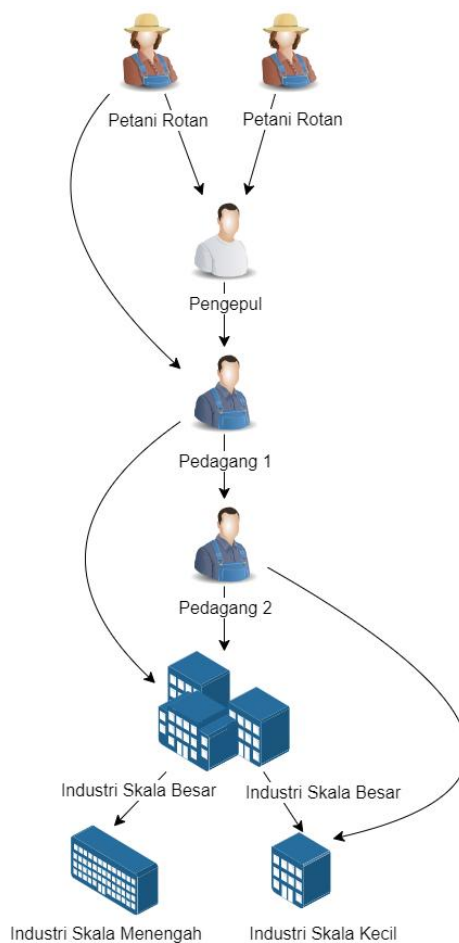 Petani Rotan
Petani Rotan
Pengepul
Pedagang 1
Pedagang 2
Industri Skala Besar
Industri Skala Besar
Industri Skala Menengah
Industri Skala Kecil